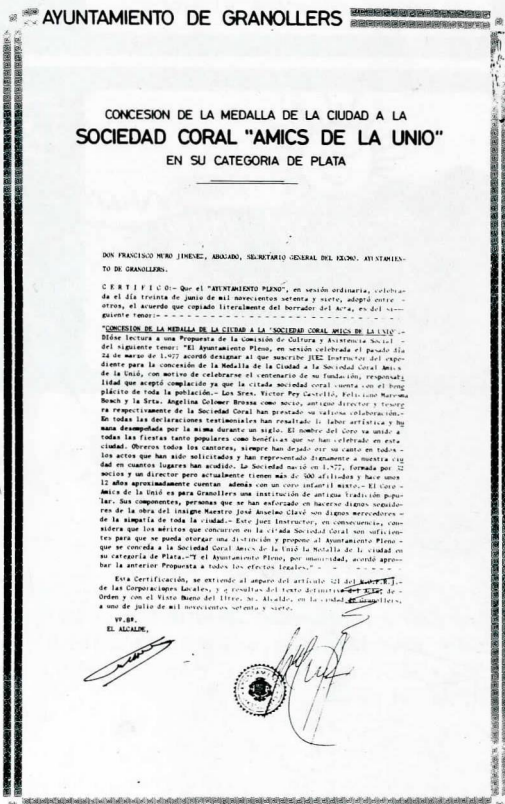 AYUNTAMIENTO DE GRANOLLERS
CONCESION DE LA MEDALLA DE LA CIUDAD A LA
SOCIEDAD CORAL "AMICS DE LA UNIO"
EN SU CATEGORIA DE PLATA
DON FRANCISCO MURO JIMENEZ, ABOGADO, SECRETARIO GENERAL DEL EXCMO. AYUNTAMIEN-
TO DE GRANOLLERS.
C E R T I F I C O:- Que el "AYUNTAMIENTO PLENO", en sesión ordinaria, celebra-
da el día treinta de junio de mil novecientos setenta y siete, adoptó entre -
otros, el acuerdo que copiado literalmente del borrador del Acta, es del si--
guiente tenor:-
"CONCESION DE LA MEDALLA DE LA CIUDAD A LA 'SOCIEDAD CORAL AMICS DE LA UNIO'.-
Dióse lectura a una Propuesta de la Comisión de Cultura y Asistencia Social -
del siguiente tenor: "El Ayuntamiento Pleno, en sesión celebrada el pasado día
24 de marzo de 1.977 acordó designar al que suscribe JUEZ Instructor del expe-
diente para la concesión de la Medalla de la Ciudad a la Sociedad Coral Amics
de la Unió, con motivo de celebrarse el centenario de su fundación, responsabi
lidad que aceptó complacido ya que la citada sociedad coral cuenta con el bene
plácito de toda la población.- Los Sres. Victor Pey Castelló, Feliciano
Bosch y la Srta. Angelina Colomer Brossa como socio, antiguo director y tesore
ra respectivamente de la Sociedad Coral han prestado su valiosa colaboración.-
En todas las declaraciones testimoniales han resaltado la labor artística y hu
mana desempeñada por la misma durante un siglo. El nombre del Coro va unido a
todas las fiestas tanto populares como benéficas que se han celebrado en esta
ciudad. Obreros todos los cantores, siempre han dejado oir su canto en todos -
los actos que han sido solicitados y han representado dignamente a nuestra ciu
dad en cuantos lugares han acudido. La Sociedad nació en 1.877, formada por 32
socios y un director pero actualmente tienen más de 500 afiliados y hace unos
12 años aproximadamente cuentan además con un coro infantil mixto.- El Coro -
Amics de la Unió es para Granollers una institución de antigua tradición popu-
lar. Sus componentes, personas que se han esforzado en hacerse dignos seguido-
res de la obra del insigne Maestro José Anselmo Clavé son dignos merecedores -
de la simpatía de toda la ciudad.- Este Juez Instructor, en consecuencia, con-
sidera que los méritos que concurren en la citada Sociedad Coral son suficien-
tes para que se pueda otorgar una distinción y propone al Ayuntamiento Pleno -
que se conceda a la Sociedad Coral Amics de la Unió la Medalla de la ciudad en
su categoría de Plata.-"Y el Ayuntamiento Pleno, por unanimidad, acordó apro-
bar la anterior Propuesta a todos los efectos legales."-
Esta Certificación, se extiende al amparo del artículo 321 del
de las Corporaciones Locales, y a resultas del texto definitivo del Acta; de -
Orden y con el Visto Bueno del Iltre. Sr. Alcalde, en la ciudad de Granollers,
a uno de julio de mil novecientos setenta y siete.
Vº.Bº.
EL ALCALDE,